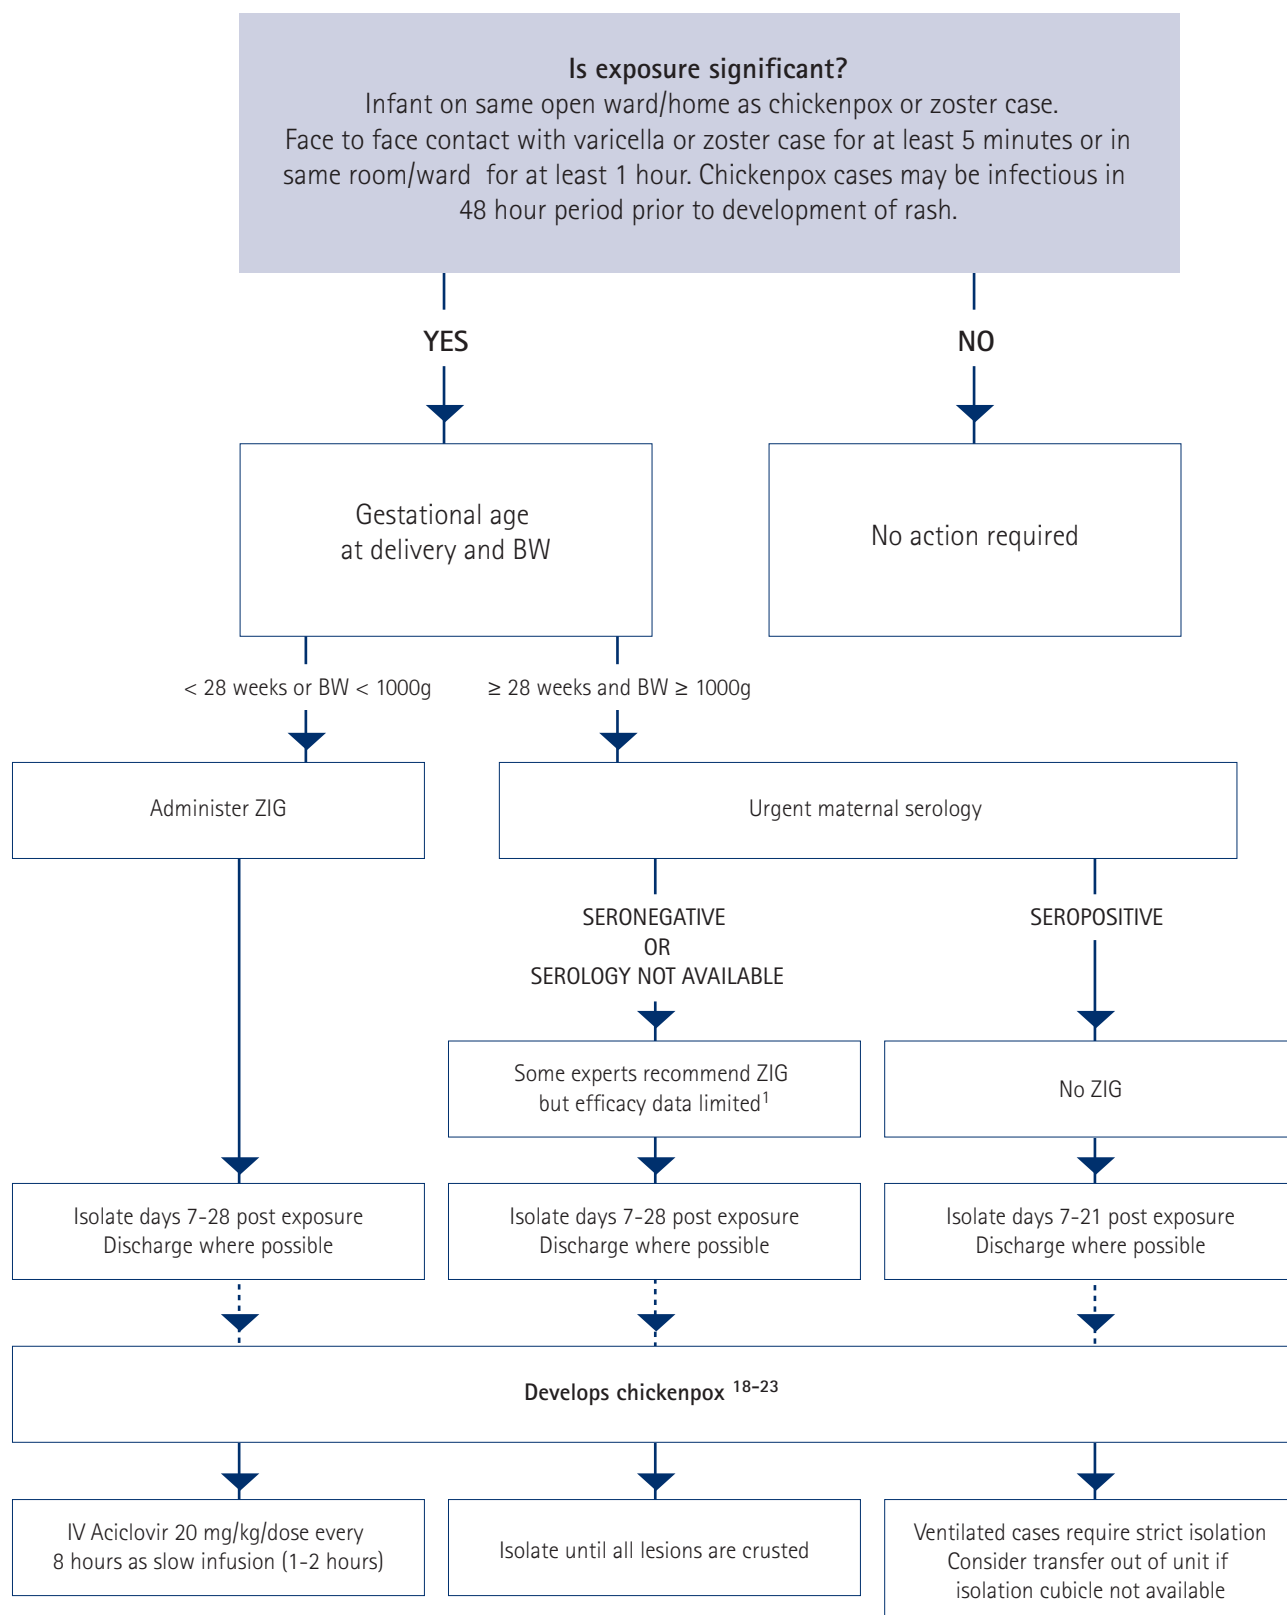 Is exposure significant?
Infant on same open ward/home as chickenpox or zoster case.
Face to face contact with varicella or zoster case for at least 5 minutes or in
same room/ward for at least 1 hour. Chickenpox cases may be infectious in
48 hour period prior to development of rash.
YES
NO
Gestational age
at delivery and BW
No action required
< 28 weeks or BW < 1000g
≥ 28 weeks and BW ≥ 1000g
Administer ZIG
Urgent maternal serology
SERONEGATIVE
OR
SEROLOGY NOT AVAILABLE
SEROPOSITIVE
Some experts recommend ZIG
but efficacy data limited1
No ZIG
Isolate days 7-28 post exposure
Discharge where possible
Isolate days 7-28 post exposure
Discharge where possible
Isolate days 7-21 post exposure
Discharge where possible
Develops chickenpox 18-23
IV Aciclovir 20 mg/kg/dose every
8 hours as slow infusion (1-2 hours)
Isolate until all lesions are crusted
Ventilated cases require strict isolation
Consider transfer out of unit if
isolation cubicle not available